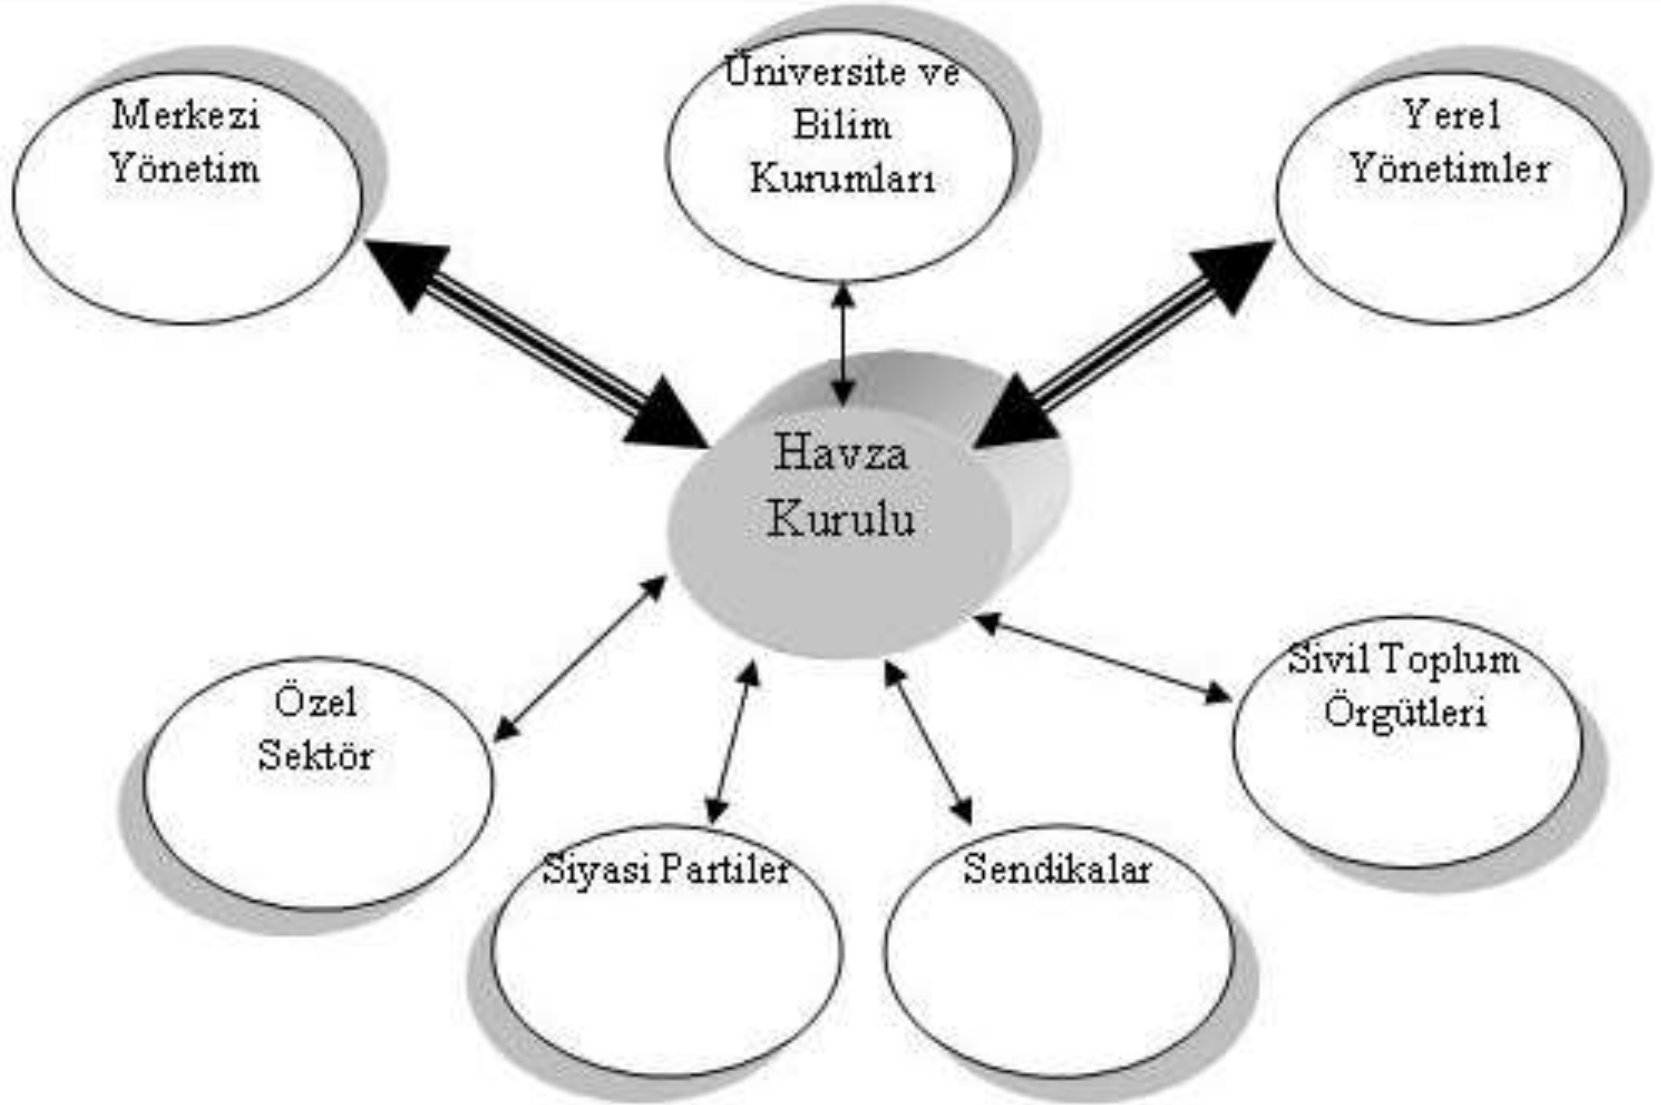 Merkezi
Yönetim
Üniversite ve
Bilim
Kurumları
Yerel
Yönetimler
Havza
Kurulu
Özel
Sektör
Siyasi Partiler
Sendikalar
Sivil Toplum
Örgütleri